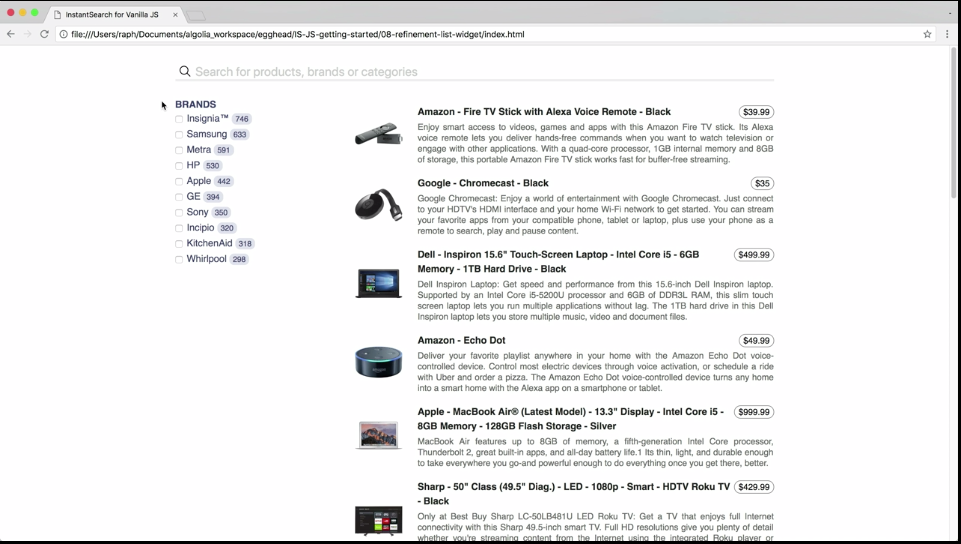 InstantSearch for Vanilla JS
file:///Users/raph/Documents/algolia_workspace/egghead/IS-JS-getting-started/08-refinement-list-widget/index.html
Search for products, brands or categories
BRANDS
Insignia™ 746
Samsung 633
Metra 591
HP 530
Apple 442
GE 394
Sony 350
Incipio 320
KitchenAid 318
Whirlpool 298
Amazon - Fire TV Stick with Alexa Voice Remote - Black $39.99
Enjoy smart access to videos, games and apps with this Amazon Fire TV stick. Its Alexa
voice remote lets you deliver hands-free commands when you want to watch television or
engage with other applications. With a quad-core processor, 1GB internal memory and 8GB
of storage, this portable Amazon Fire TV stick works fast for buffer-free streaming.
Google - Chromecast - Black $35
Google Chromecast: Enjoy a world of entertainment with Google Chromecast. Just connect
to your HDTV's HDMI interface and your home Wi-Fi network to get started. You can stream
your favorite apps from your compatible phone, tablet or laptop, plus use your phone as a
remote to search, play and pause content.
Dell - Inspiron 15.6" Touch-Screen Laptop - Intel Core i5 - 6GB $499.99
Memory - 1TB Hard Drive - Black
Dell Inspiron Laptop: Get speed and performance from this 15.6-inch Dell Inspiron laptop.
Supported by an Intel Core i5-5200U processor and 6GB of DDR3L RAM, this slim touch
screen laptop lets you run multiple applications without lag. The 1TB hard drive in this Dell
Inspiron laptop lets you store multiple music, video and document files.
Amazon - Echo Dot $49.99
Deliver your favorite playlist anywhere in your home with the Amazon Echo Dot voice-
controlled device. Control most electric devices through voice activation, or schedule a ride
with Uber and order a pizza. The Amazon Echo Dot voice-controlled device turns any home
into a smart home with the Alexa app on a smartphone or tablet.
Apple - MacBook Air® (Latest Model) - 13.3" Display - Intel Core i5 - $999.99
8GB Memory - 128GB Flash Storage - Silver
MacBook Air features up to 8GB of memory, a fifth-generation Intel Core processor,
Thunderbolt 2, great built-in apps, and all-day battery life.1 Its thin, light, and durable enough
to take everywhere you go-and powerful enough to do everything once you get there, better.
Sharp - 50" Class (49.5" Diag.) - LED - 1080p - Smart - HDTV Roku TV $429.99
- Black
Only at Best Buy Sharp LC-50LB481U LED Roku TV: Get a TV that enjoys full Internet
connectivity with this Sharp 49.5-inch smart TV. Full HD resolutions give you plenty of detail
whether you're streaming content from the Internet using the integrated Roku player or